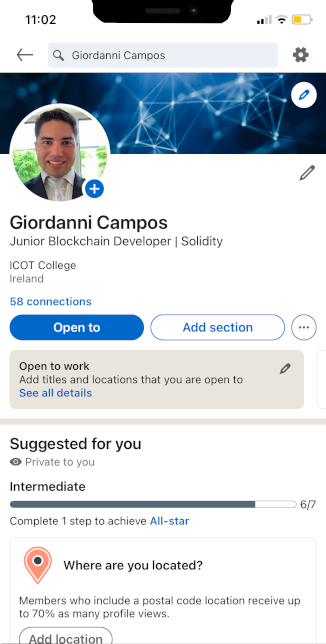 11:02
Giordanni Campos
Giordanni Campos
Junior Blockchain Developer | Solidity
ICOT College
Ireland
58 connections
Open to
Add section
Open to work
Add titles and locations that you are open to
See all details
Suggested for you
Private to you
Intermediate
6/7
Complete 1 step to achieve All-star
Where are you located?
Members who include a postal code location receive up
to 70% as many profile views.
Add location